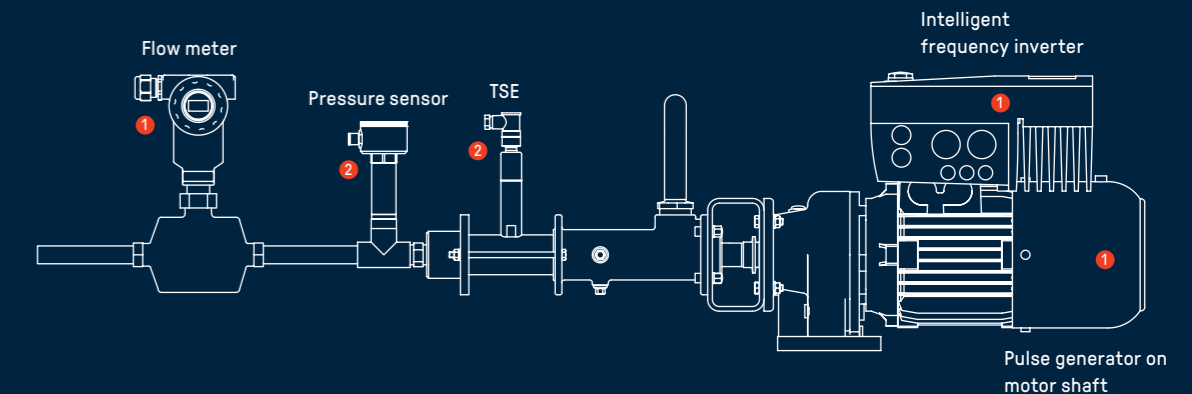 Intelligent
frequency inverter
Flow meter
TSE
Pressure sensor
1
1
2
2
1
Pulse generator on
motor shaft